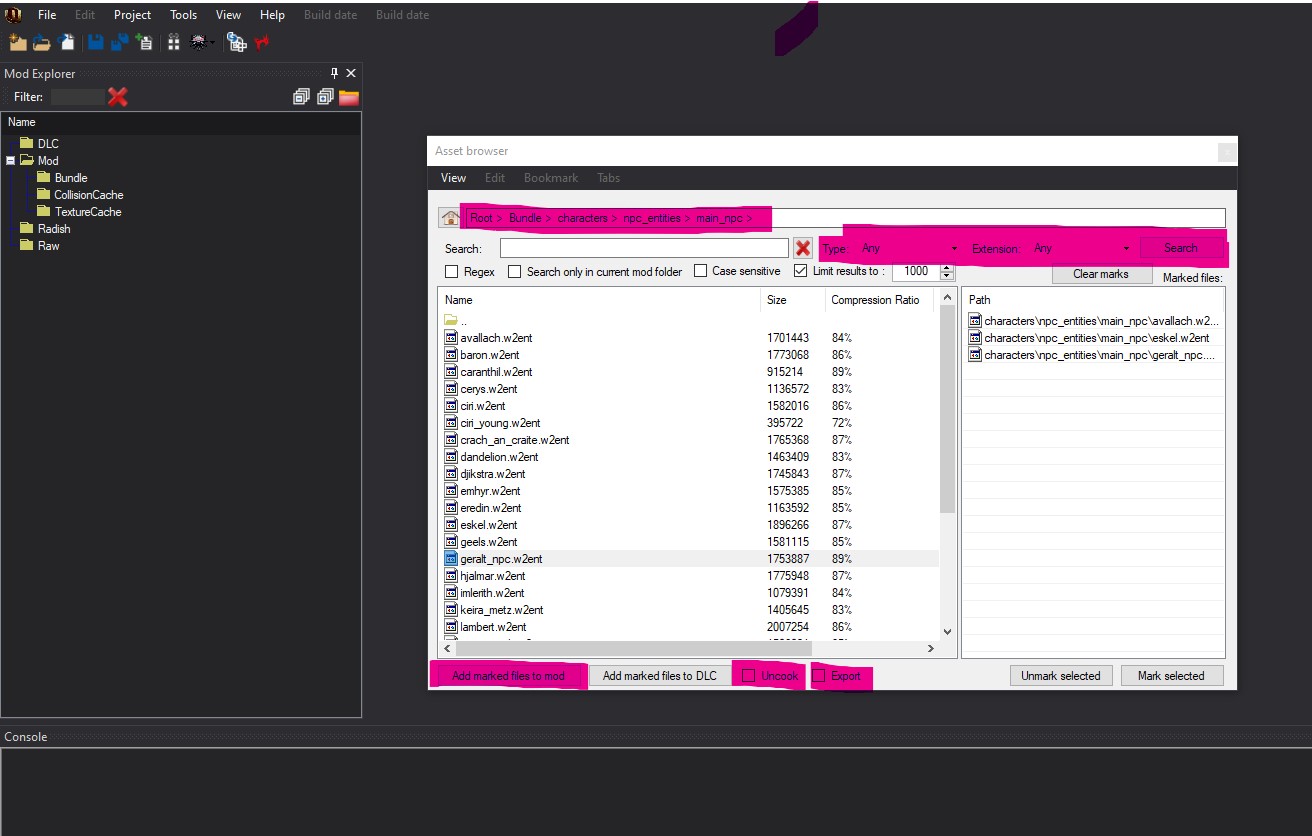 File Edit Project Tools View Help Build date Build date
Mod Explorer
Filter:
Name
DLC
Mod
Bundle
CollisionCache
TextureCache
Radish
Raw
Asset browser
View Edit Bookmark Tabs
Root > Bundle > characters > npc_entities > main_npc >
Search: Type: Any Extension: Any Search
Regex Search only in current mod folder Case sensitive Limit results to : 1000 Clear marks Marked files:
Name Size Compression Ratio
..
avallach.w2ent 1701443 84%
baron.w2ent 1773068 86%
caranthil.w2ent 915214 89%
cerys.w2ent 1136572 83%
ciri.w2ent 1582016 86%
ciri_young.w2ent 395722 72%
crach_an_craite.w2ent 1765368 87%
dandelion.w2ent 1463409 83%
djikstra.w2ent 1745843 87%
emhyr.w2ent 1575385 85%
eredin.w2ent 1163592 85%
eskel.w2ent 1896266 87%
geels.w2ent 1581115 85%
geralt_npc.w2ent 1753887 89%
hjalmar.w2ent 1775948 87%
imlerith.w2ent 1079391 84%
keira_metz.w2ent 1405645 83%
lambert.w2ent 2007254 86%
Path
characters\npc_entities\main_npc\avallach.w2...
characters\npc_entities\main_npc\eskel.w2ent
characters\npc_entities\main_npc\geralt_npc....
Add marked files to mod Add marked files to DLC Uncook Export Unmark selected Mark selected
Console